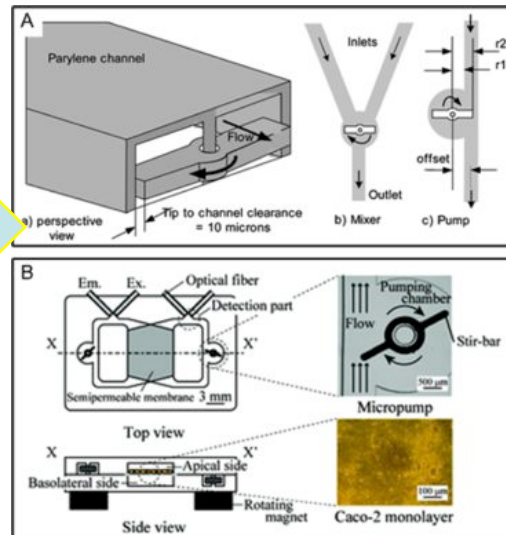 A
Parylene channel
Flow
a) perspective
view
Tip to channel clearance
= 10 microns
Inlets
Outlet
b) Mixer
r2
r1
offset
c) Pump
B
Em.
Ex.
Optical fiber
Detection part
X
X'
Semipermeable membrane
3 mm
Top view
Pumping
chamber
Flow
Stir-bar
500 μm
Micropump
X
X'
Apical side
Basolateral side
Rotating
magnet
Side view
100 μm
Caco-2 monolayer